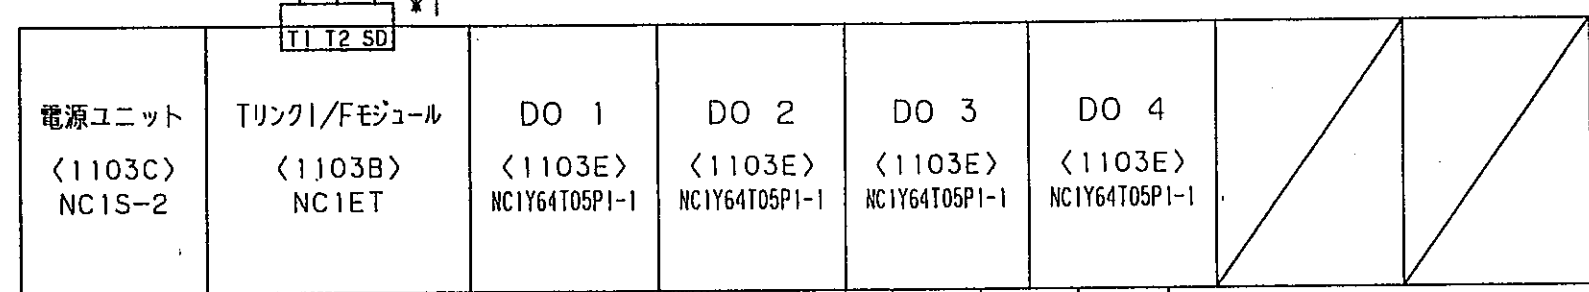 *1
T1 T2 SD
電源ユニット
〈1103C〉
NC1S-2
TリンクI/Fモジュール
〈1103B〉
NC1ET
DO 1
〈1103E〉
NC1Y64T05P1-1
DO 2
〈1103E〉
NC1Y64T05P1-1
DO 3
〈1103E〉
NC1Y64T05P1-1
DO 4
〈1103E〉
NC1Y64T05P1-1